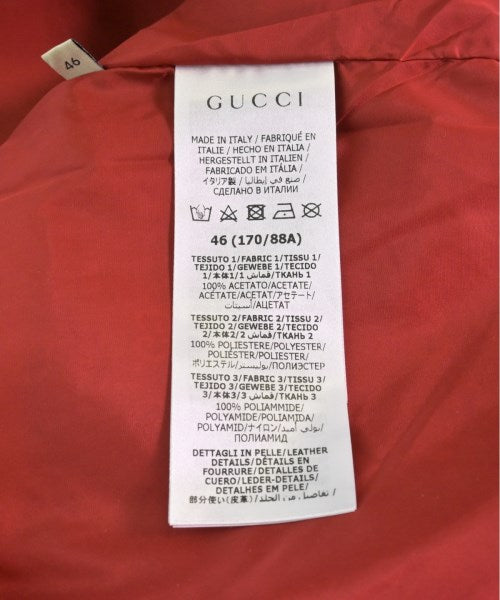 46
GUCCI
MADE IN ITALY / FABRIQUÉ EN
ITALIE / HECHO EN ITALIA /
HERGESTELLT IN ITALIEN /
FABRICADO EM ITÁLIA /
イタリア製 / صنع في إيطاليا /
СДЕЛАНО В ИТАЛИИ
46 (170/88A)
TESSUTO 1/FABRIC 1/TISSU 1/
TEJIDO 1/GEWEBE 1/TECIDO
1/本体1/قماش 1/ТКАНЬ 1
100% ACETATO/ACETATE/
ACÉTATE/ACETAT/アセテート/
أسيتات/АЦЕТАТ
TESSUTO 2/FABRIC 2/TISSU 2/
TEJIDO 2/GEWEBE 2/TECIDO
2/本体2/قماش 2/ТКАНЬ 2
100% POLIESTERE/POLYESTER/
POLIÉSTER/POLIESTER/
ポリエステル/بوليستر/ПОЛИЭСТЕР
TESSUTO 3/FABRIC 3/TISSU 3/
TEJIDO 3/GEWEBE 3/TECIDO
3/本体3/قماش 3/ТКАНЬ 3
100% POLIAMMIDE/
POLYAMIDE/POLIAMIDA/
POLYAMID/ナイロン/بولي أميد/
ПОЛИАМИД
DETTAGLI IN PELLE/LEATHER
DETAILS/DÉTAILS EN
FOURRURE/DETALLES DE
CUERO/LEDER-DETAILS/
DETALHES EM PELE/
部分使い(皮革)/تفاصيل من الجلد/